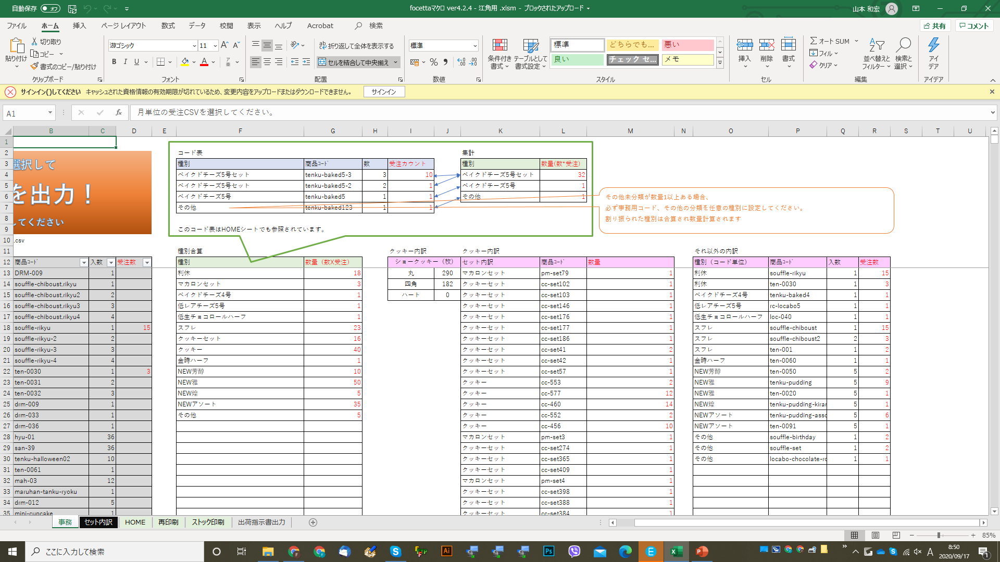 自動保存 オフ focettaマクロ ver4.2.4 - 江角用 .xlsm - ブロックされたアップロード 山本 和宏
ファイル ホーム 挿入 ページ レイアウト 数式 データ 校閲 表示 ヘルプ Acrobat 検索 共有 コメント
貼り付け 切り取り コピー 書式のコピー/貼り付け クリップボード
游ゴシック 11 B I U フォント
折り返して全体を表示する セルを結合して中央揃え 配置
標準 数値
条件付き書式 テーブルとして書式設定 標準 どちらでも... 悪い 良い チェック セ... メモ スタイル
挿入 削除 書式 セル
オート SUM フィル クリア 並べ替えと フィルター 検索と 選択 編集
アイデア アイデア
サインイン()してください キャッシュされた資格情報の有効期限が切れているため、変更内容をアップロードまたはダウンロードできません。 サインイン
A1 fx 月単位の受注CSVを選択してください。
B C D E F G H I J K L M N O P Q R S T U
1
2 選択して コード表 集計
3 種別 商品ｺｰﾄﾞ 数 受注カウント 種別 数量(数*受注)
4 ベイクドチーズ5号セット tenku-baked5-3 3 10 ベイクドチーズ5号セット 32
5 を出力！ ベイクドチーズ5号セット tenku-baked5-2 2 1 ベイクドチーズ5号 1
6 ベイクドチーズ5号 tenku-baked5 1 1 その他 1
その他未分類が数量1以上ある場合、
必ず事務用コード、その他の分類を任意の種別に設定してください。
割り振られた種別は合算され数量計算されます
7 その他 tenku-baked123 1 1
8 してください
9 このコード表はHOMEシートでも参照されています。
10 .csv
11 種別合算 クッキー内訳 クッキー内訳 それ以外の内訳
12 商品ｺｰﾄﾞ 入数 受注数 種別 数量（数X受注） ショークッキー（枚） セット内訳 商品ｺｰﾄﾞ 数量 種別（コード単位） 商品ｺｰﾄﾞ 入数 受注数
13 DRM-009 1 利休 18 丸 290 マカロンセット pm-set79 1 利休 souffle-rikyu 1 15
14 souffle-chiboust.rikyu 1 マカロンセット 3 四角 182 クッキーセット cc-set102 1 利休 ten-0030 1 3
15 souffle-chiboust.rikyu2 2 ベイクドチーズ4号 1 ハート 0 クッキーセット cc-set103 1 ベイクドチーズ4号 tenku-baked4 1 1
16 souffle-chiboust.rikyu3 3 低レアチーズ5号 1 クッキーセット cc-set146 1 低レアチーズ5号 rc-locabo5 1 1
17 souffle-chiboust.rikyu4 4 低生チョコロールハーフ 1 クッキーセット cc-set176 1 低生チョコロールハーフ loc-040 1 1
18 souffle-rikyu 1 15 スフレ 23 クッキーセット cc-set177 1 スフレ souffle-chiboust 1 15
19 souffle-rikyu-2 2 クッキーセット 16 クッキーセット cc-set186 1 スフレ souffle-chiboust2 2 3
20 souffle-rikyu-3 3 クッキー 40 クッキーセット cc-set41 2 スフレ ten-001 1 2
21 souffle-rikyu-4 4 金時ハーフ 1 クッキーセット cc-set42 1 金時ハーフ ten-0060 1 1
22 ten-0030 1 3 NEW芳醇 10 クッキーセット cc-set57 1 NEW芳醇 ten-0050 5 2
23 ten-0031 2 NEW雅 50 クッキー cc-553 2 NEW雅 tenku-pudding 5 9
24 ten-0032 3 NEW煌 5 クッキー cc-577 12 NEW雅 ten-0020 5 1
25 drm-009 1 NEWアソート 35 クッキー cc-460 14 NEW煌 tenku-pudding-kirar 5 1
26 drm-033 1 その他 5 クッキー cc-552 2 NEWアソート tenku-pudding-asso 5 6
27 drm-036 1 クッキー cc-456 10 NEWアソート ten-0091 5 1
28 hyu-01 36 マカロンセット pm-set3 1 その他 souffle-birthday 1 2
29 san-39 36 クッキーセット cc-set274 1 その他 souffle-set 1 2
30 tenku-halloween02 10 クッキーセット cc-set365 1 その他 locabo-chocolate-ro 1 1
31 ten-0061 1 クッキーセット cc-set409 1
32 mah-03 12 マカロンセット pm-set4 1
33 maruhan-tanku-ryoku 1 クッキーセット cc-set398 1
34 drm-012 5 クッキーセット cc-set388 1
35 mini-cupcake 1 クッキーセット cc-set384 1
事務 セット内訳 HOME 再印刷 ストック印刷 出荷指示書出力
85%
ここに入力して検索 8:50
2020/09/17